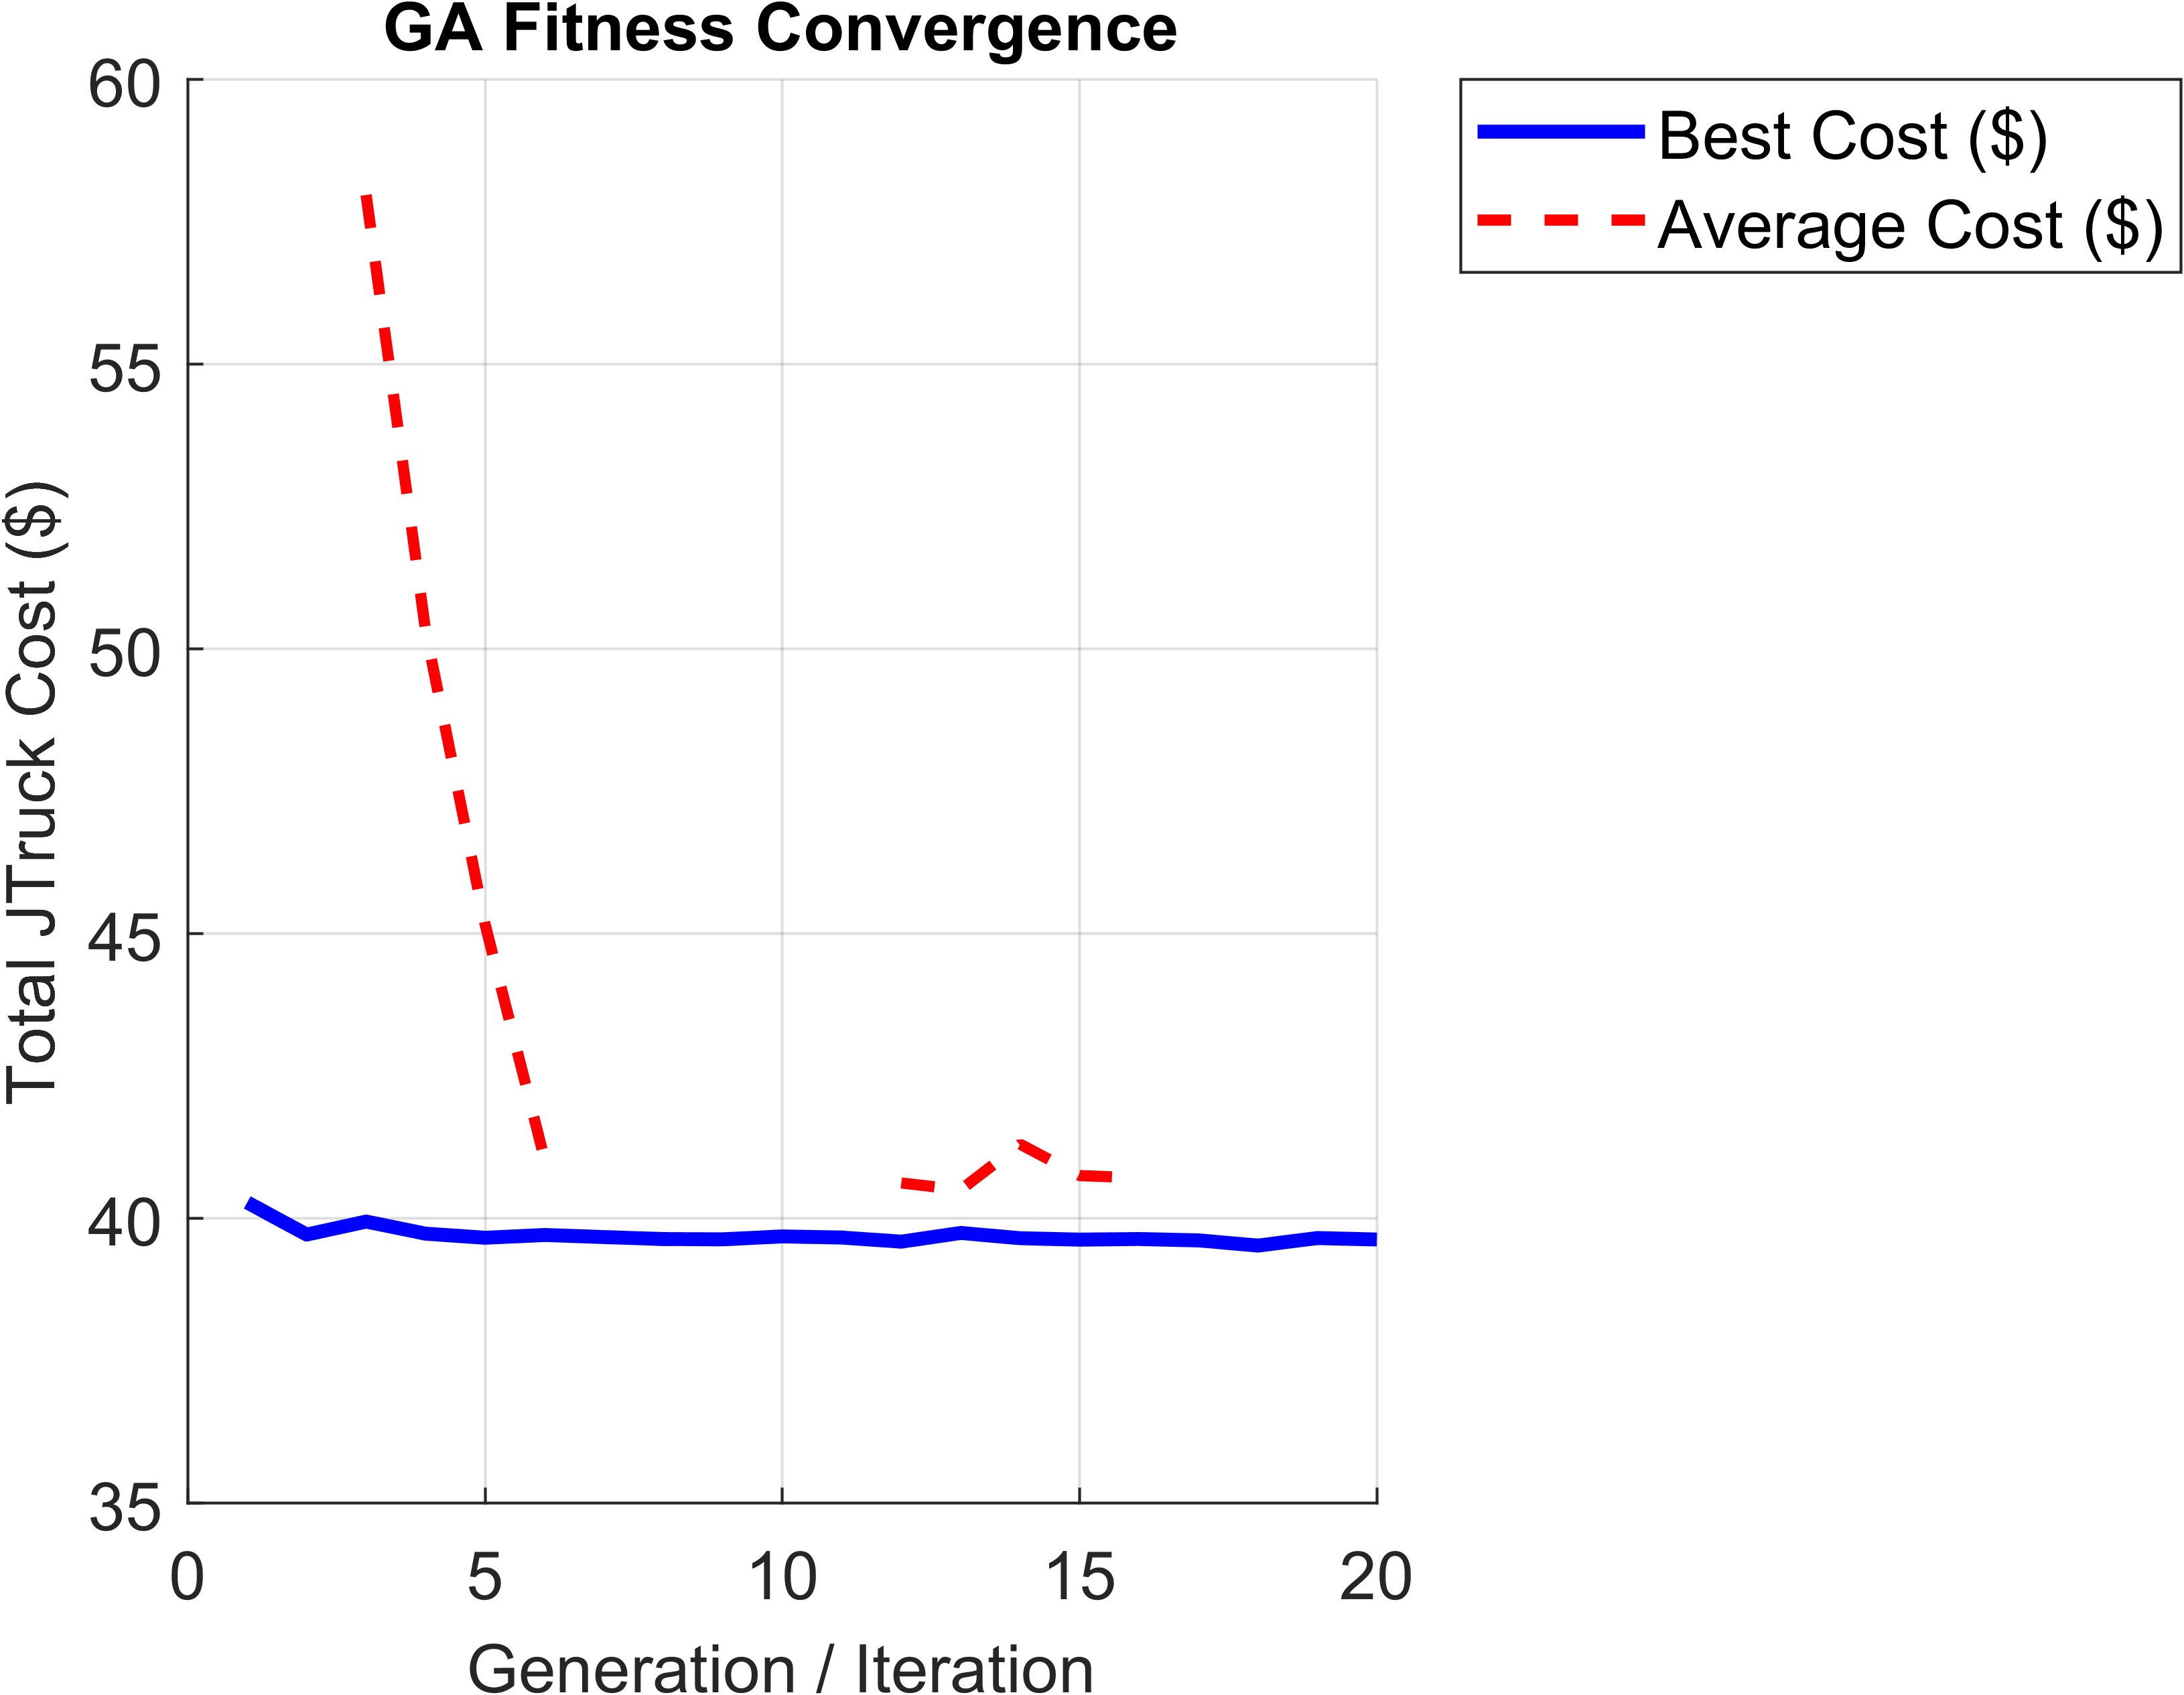 GA Fitness Convergence
Best Cost ($)
Average Cost ($)
Total JTruck Cost ($)
60
55
50
45
40
35
0 5 10 15 20
Generation / Iteration